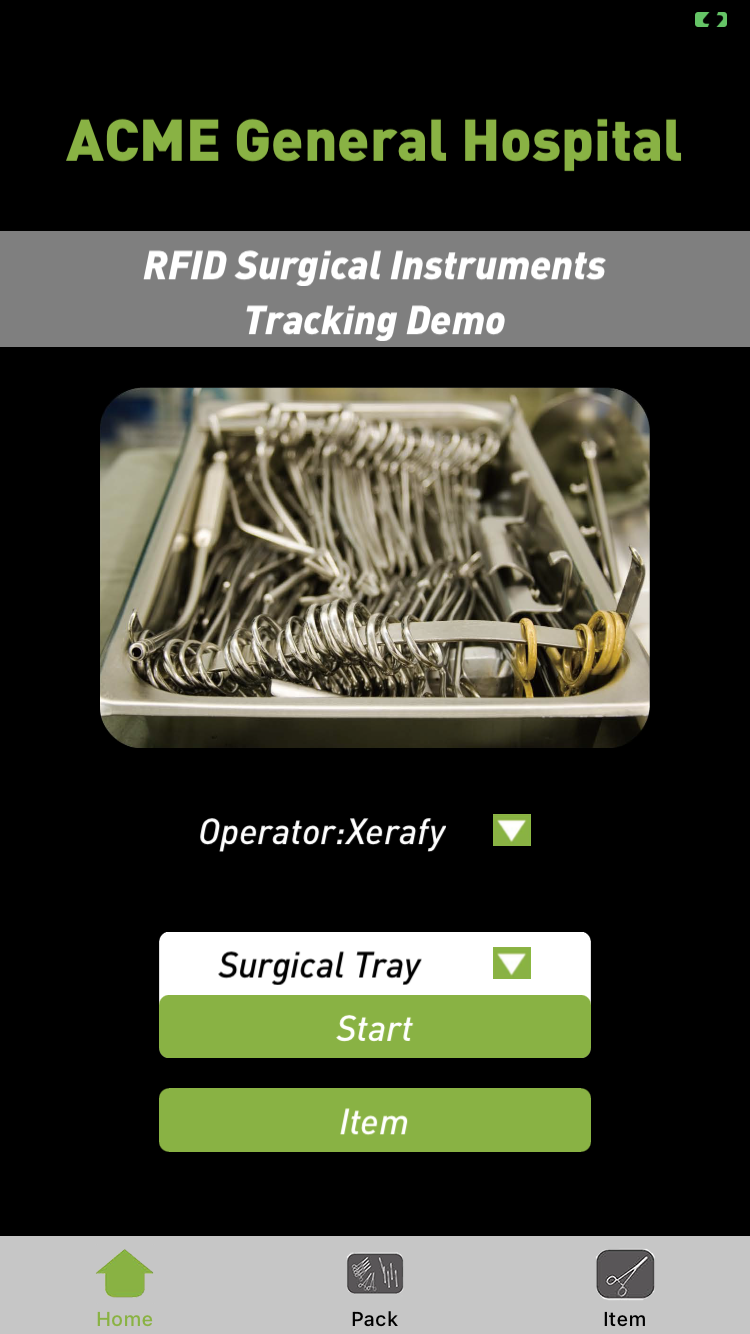 ACME General Hospital
RFID Surgical Instruments
Tracking Demo
Operator:Xerafy
Surgical Tray
Start
Item
Home
Pack
Item